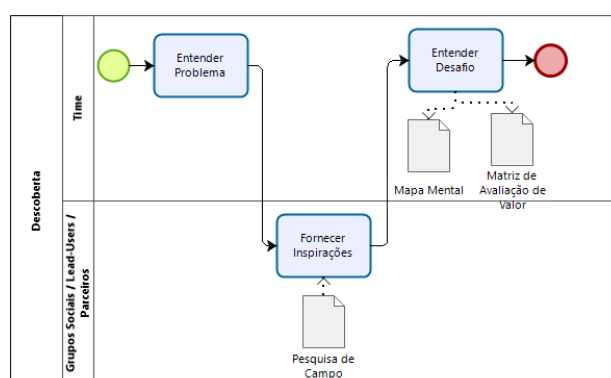 Descoberta
Time
Entender
Problema
Entender
Desafio
Mapa Mental
Matriz de
Avaliação de
Valor
Grupos Sociais / Lead-Users /
Parceiros
Fornecer
Inspirações
Pesquisa de
Campo